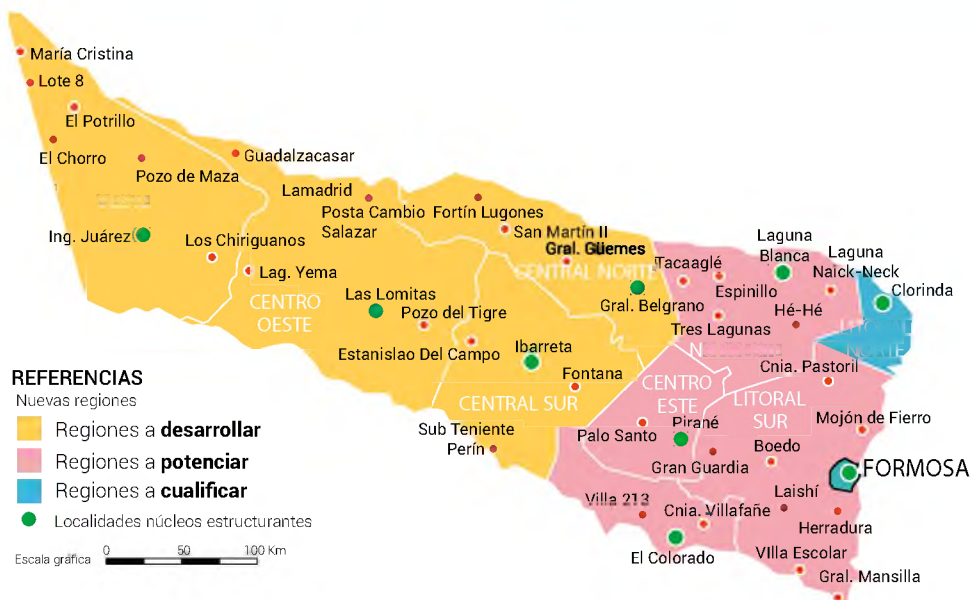 María Cristina
Lote 8
El Potrillo
El Chorro
Pozo de Maza
Guadalzacasar
Lamadrid
Posta Cambio
Salazar
Fortín Lugones
San Martín II
Gral. Güemes
CENTRAL NORTE
Ing. Juárez
Los Chiriguanos
Lag. Yema
CENTRO
OESTE
Las Lomitas
Pozo del Tigre
Gral. Belgrano
Tacaaglé
Espinillo
Tres Lagunas
Laguna
Blanca
Laguna
Naick-Neck
Clorinda
Hé-Hé
NORTE
Estanislao Del Campo
Ibarreta
Fontana
CENTRAL SUR
CENTRO
ESTE
Cnia. Pastoril
LITORAL
SUR
Mojón de Fierro
Sub Teniente
Perín
Palo Santo
Pirané
Gran Guardia
Boedo
FORMOSA
Laishí
Herradura
Villa 213
Cnia. Villafañe
El Colorado
VIlla Escolar
Gral. Mansilla
REFERENCIAS
Nuevas regiones
Regiones a desarrollar
Regiones a potenciar
Regiones a cualificar
Localidades núcleos estructurantes
Escala gráfica
0 50 100 Km